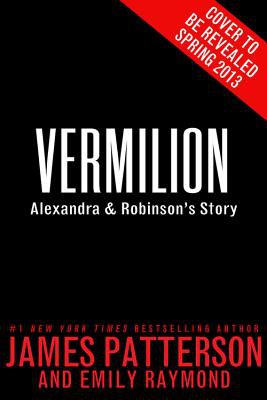 COVER TO
BE REVEALED
SPRING 2013
VERMILION
Alexandra & Robinson's Story
#1 NEW YORK TIMES BESTSELLING AUTHOR
JAMES PATTERSON
AND EMILY RAYMOND